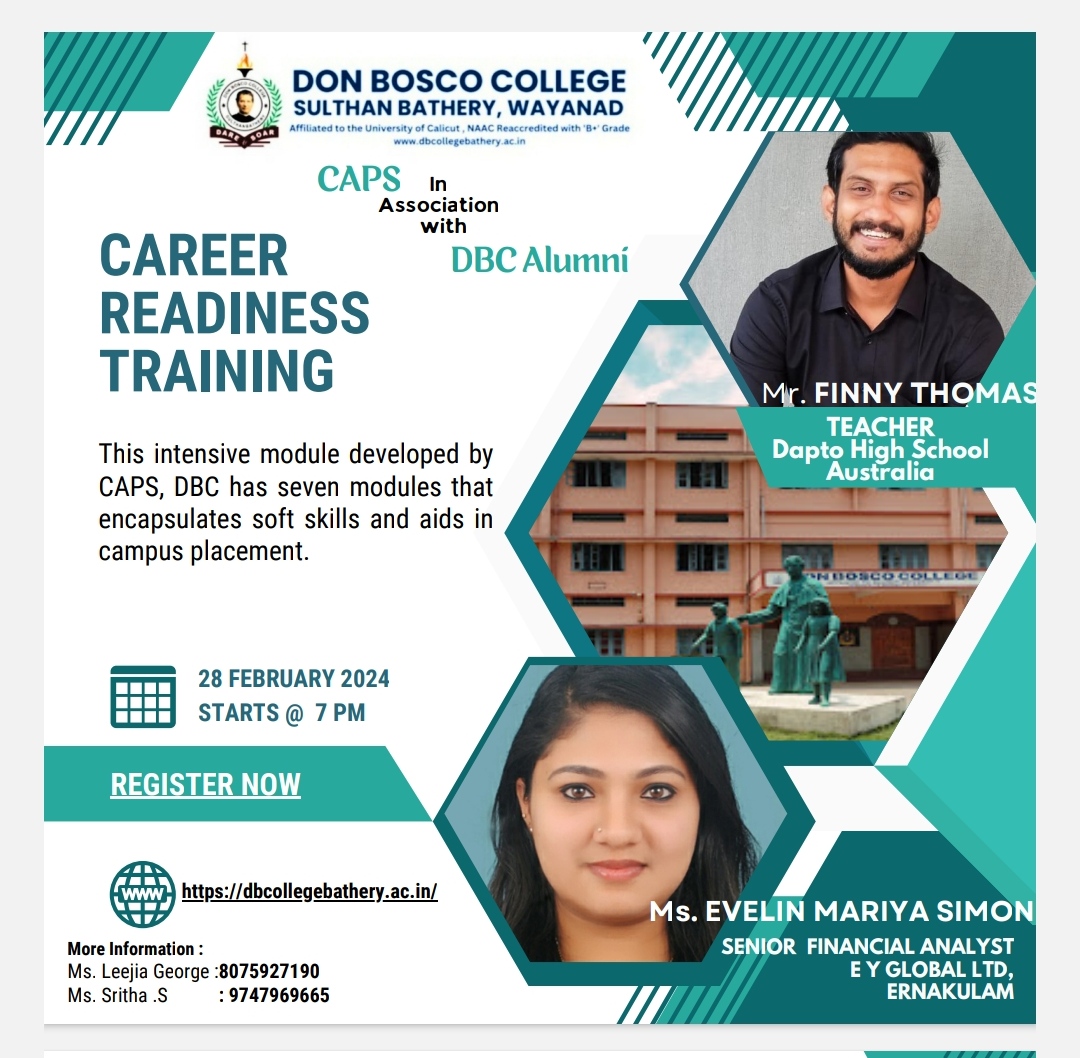 DON BOSCO COLLEGE
SULTHAN BATHERY, WAYANAD
Affiliated to the University of Calicut , NAAC Reaccredited with 'B+' Grade
www.dbcollegebathery.ac.in
DARE SOAR
CAPS In
Association
with
DBC Alumni
CAREER
READINESS
TRAINING
This intensive module developed by
CAPS, DBC has seven modules that
encapsulates soft skills and aids in
campus placement.
Mr. FINNY THOMAS
TEACHER
Dapto High School
Australia
DON BOSCO COLLEGE
28 FEBRUARY 2024
STARTS @ 7 PM
REGISTER NOW
WWW
https://dbcollegebathery.ac.in/
More Information :
Ms. Leejia George :8075927190
Ms. Sritha .S : 9747969665
Ms. EVELIN MARIYA SIMON
SENIOR FINANCIAL ANALYST
E Y GLOBAL LTD,
ERNAKULAM